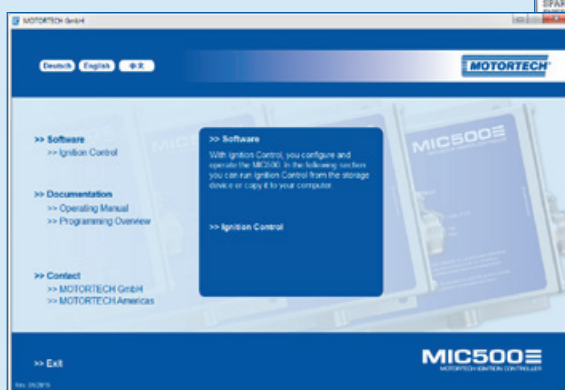 SPAR
MOTORTECH GmbH
Deutsch English 中文
MOTORTECH
>> Software
>> Ignition Control
>> Documentation
>> Operating Manual
>> Programming Overview
>> Contact
>> MOTORTECH GmbH
>> MOTORTECH Americas
>> Exit
>> Software
With Ignition Control, you configure and
operate the MIC500. In the following section
you can run Ignition Control from the storage
device or copy it to your computer.
>> Ignition Control
MIC500
MIC500
MOTORTECH IGNITION CONTROLLER